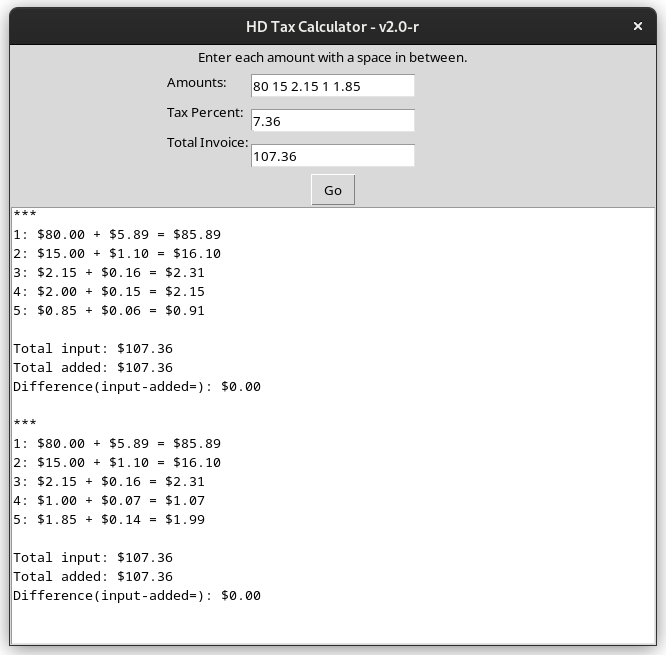 HD Tax Calculator - v2.0-r
×
Enter each amount with a space in between.
Amounts: 80 15 2.15 1 1.85
Tax Percent: 7.36
Total Invoice: 107.36
Go
***
1: $80.00 + $5.89 = $85.89
2: $15.00 + $1.10 = $16.10
3: $2.15 + $0.16 = $2.31
4: $2.00 + $0.15 = $2.15
5: $0.85 + $0.06 = $0.91
Total input: $107.36
Total added: $107.36
Difference(input-added=): $0.00
***
1: $80.00 + $5.89 = $85.89
2: $15.00 + $1.10 = $16.10
3: $2.15 + $0.16 = $2.31
4: $1.00 + $0.07 = $1.07
5: $1.85 + $0.14 = $1.99
Total input: $107.36
Total added: $107.36
Difference(input-added=): $0.00